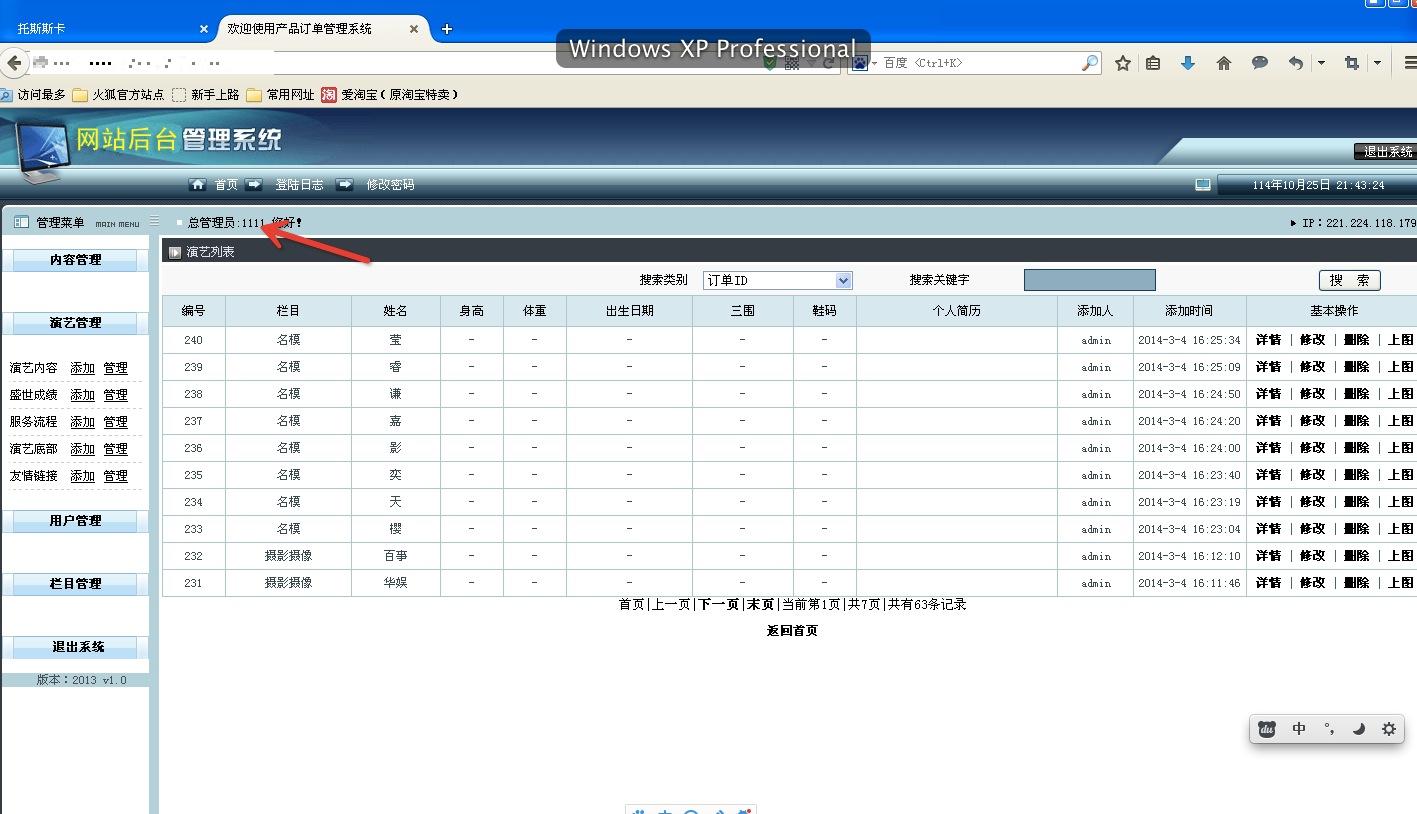 托斯斯卡
欢迎使用产品订单管理系统
Windows XP Professional
百度 <Ctrl+K>
访问最多 火狐官方站点 新手上路 常用网址 淘 爱淘宝（原淘宝特卖）
网站后台管理系统
退出系统
首页 登陆日志 修改密码
114年10月25日 21:43:24
管理菜单 MAIN MENU
总管理员:1111,您好!
IP：221.224.118.179
内容管理
演艺管理
演艺内容 添加 管理
盛世成绩 添加 管理
服务流程 添加 管理
演艺底部 添加 管理
友情链接 添加 管理
用户管理
栏目管理
退出系统
版本：2013 v1.0
演艺列表
搜索类别 订单ID 搜索关键字 搜 索
编号 栏目 姓名 身高 体重 出生日期 三围 鞋码 个人简历 添加人 添加时间 基本操作
240 名模 莹 - - - - - admin 2014-3-4 16:25:34 详情 | 修改 | 删除 | 上图
239 名模 睿 - - - - - admin 2014-3-4 16:25:09 详情 | 修改 | 删除 | 上图
238 名模 谦 - - - - - admin 2014-3-4 16:24:50 详情 | 修改 | 删除 | 上图
237 名模 嘉 - - - - - admin 2014-3-4 16:24:20 详情 | 修改 | 删除 | 上图
236 名模 影 - - - - - admin 2014-3-4 16:24:00 详情 | 修改 | 删除 | 上图
235 名模 奕 - - - - - admin 2014-3-4 16:23:40 详情 | 修改 | 删除 | 上图
234 名模 天 - - - - - admin 2014-3-4 16:23:19 详情 | 修改 | 删除 | 上图
233 名模 樱 - - - - - admin 2014-3-4 16:23:04 详情 | 修改 | 删除 | 上图
232 摄影摄像 百事 - - - - - admin 2014-3-4 16:12:10 详情 | 修改 | 删除 | 上图
231 摄影摄像 华娱 - - - - - admin 2014-3-4 16:11:46 详情 | 修改 | 删除 | 上图
首页|上一页|下一页|末页|当前第1页|共7页|共有63条记录
返回首页
du 中 °,